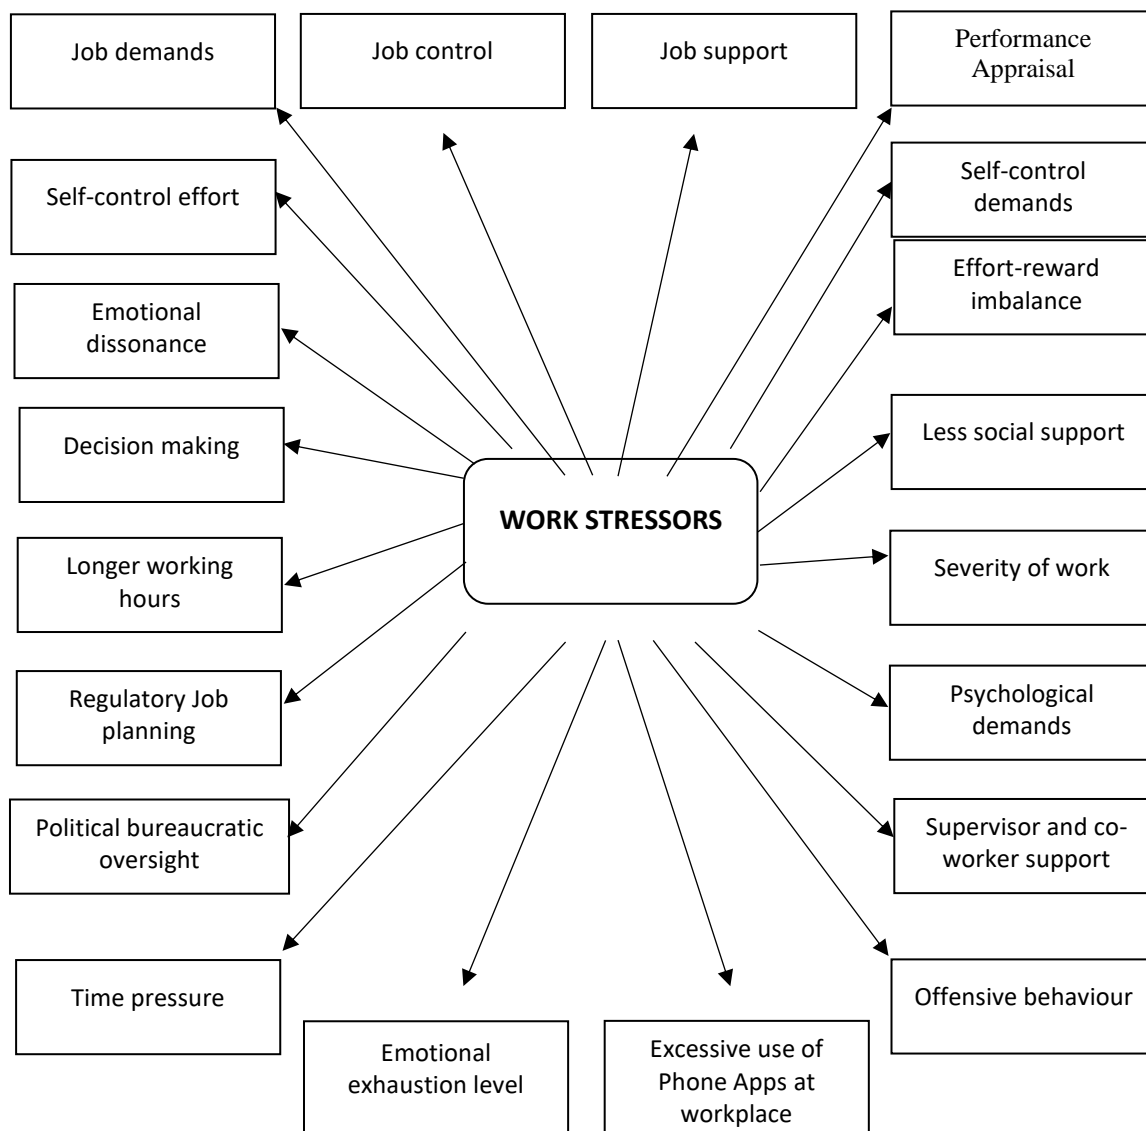 Job demands
Job control
Job support
Performance
Appraisal
Self-control effort
Self-control
demands
Effort-reward
imbalance
Emotional
dissonance
Decision making
Less social support
WORK STRESSORS
Longer working
hours
Severity of work
Regulatory Job
planning
Psychological
demands
Political bureaucratic
oversight
Supervisor and co-
worker support
Time pressure
Offensive behaviour
Emotional
exhaustion level
Excessive use of
Phone Apps at
workplace